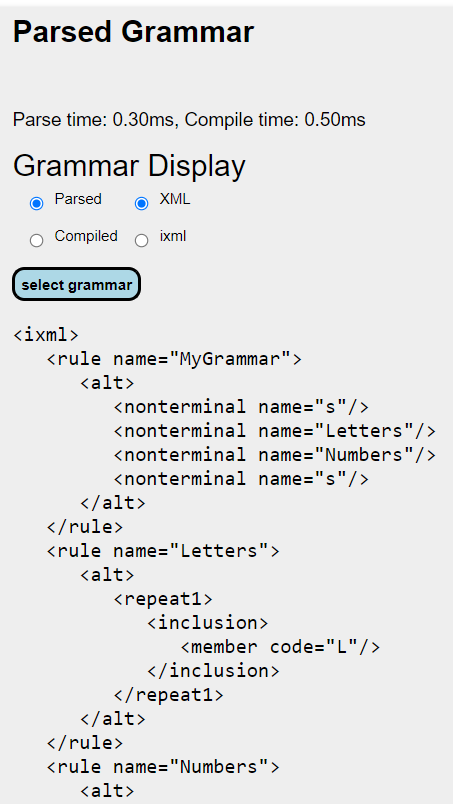 Parsed Grammar
Parse time: 0.30ms, Compile time: 0.50ms
Grammar Display
Parsed XML
Compiled ixml
select grammar
<ixml>
   <rule name="MyGrammar">
      <alt>
         <nonterminal name="s"/>
         <nonterminal name="Letters"/>
         <nonterminal name="Numbers"/>
         <nonterminal name="s"/>
      </alt>
   </rule>
   <rule name="Letters">
      <alt>
         <repeat1>
            <inclusion>
               <member code="L"/>
            </inclusion>
         </repeat1>
      </alt>
   </rule>
   <rule name="Numbers">
      <alt>